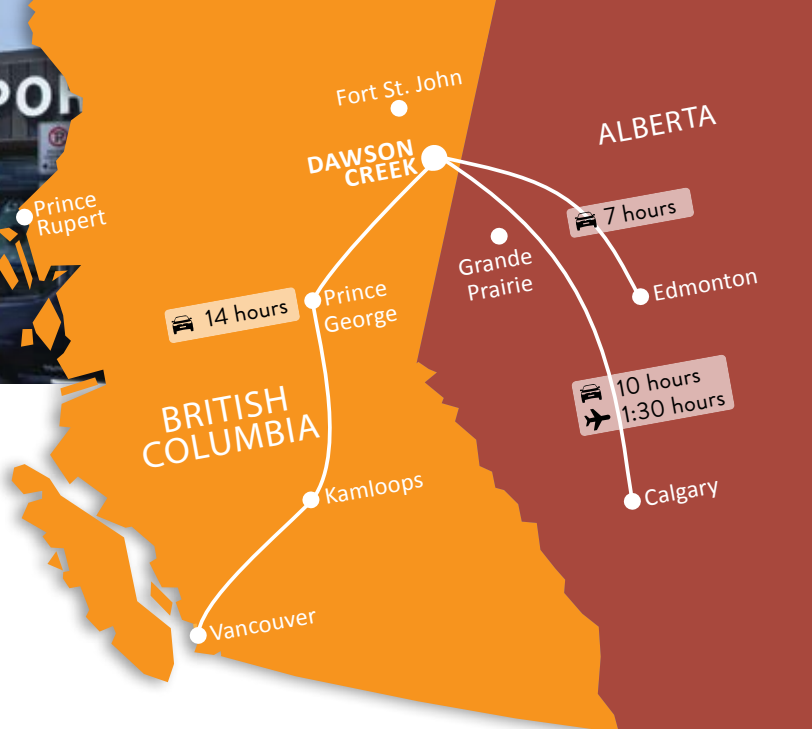 POR
P
Fort St. John
ALBERTA
DAWSON
CREEK
Prince
Rupert
7 hours
Grande
Prairie
Edmonton
Prince
George
14 hours
10 hours
1:30 hours
BRITISH
COLUMBIA
Kamloops
Calgary
Vancouver